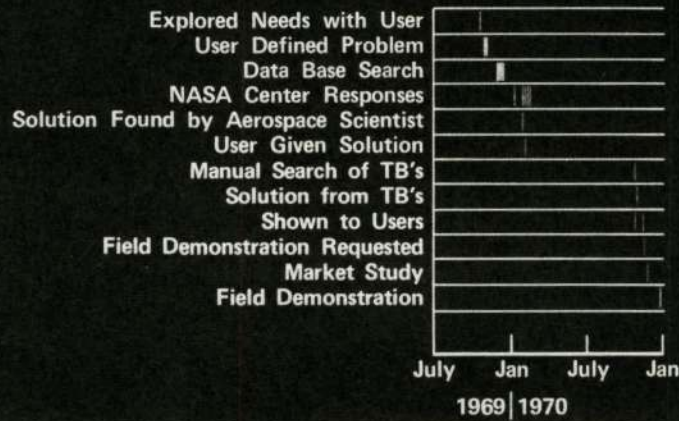 Explored Needs with User
User Defined Problem
Data Base Search
NASA Center Responses
Solution Found by Aerospace Scientist
User Given Solution
Manual Search of TB's
Solution from TB's
Shown to Users
Field Demonstration Requested
Market Study
Field Demonstration
July Jan July Jan
1969 1970